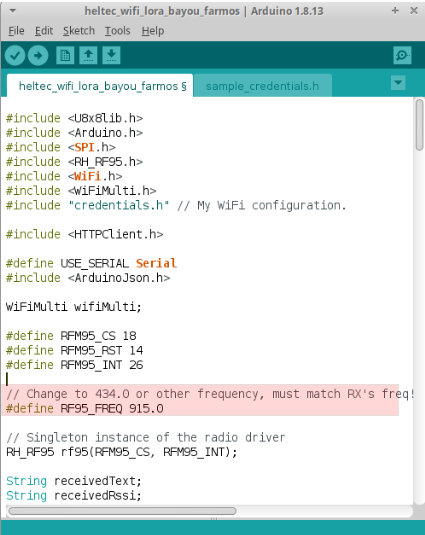 heltec_wifi_lora_bayou_farmos | Arduino 1.8.13
File Edit Sketch Tools Help
heltec_wifi_lora_bayou_farmos § sample_credentials.h
#include <U8x8lib.h>
#include <Arduino.h>
#include <SPI.h>
#include <RH_RF95.h>
#include <WiFi.h>
#include <WiFiMulti.h>
#include "credentials.h" // My WiFi configuration.
#include <HTTPClient.h>
#define USE_SERIAL Serial
#include <ArduinoJson.h>
WiFiMulti wifiMulti;
#define RFM95_CS 18
#define RFM95_RST 14
#define RFM95_INT 26
// Change to 434.0 or other frequency, must match RX's freq!
#define RF95_FREQ 915.0
// Singleton instance of the radio driver
RH_RF95 rf95(RFM95_CS, RFM95_INT);
String receivedText;
String receivedRssi;